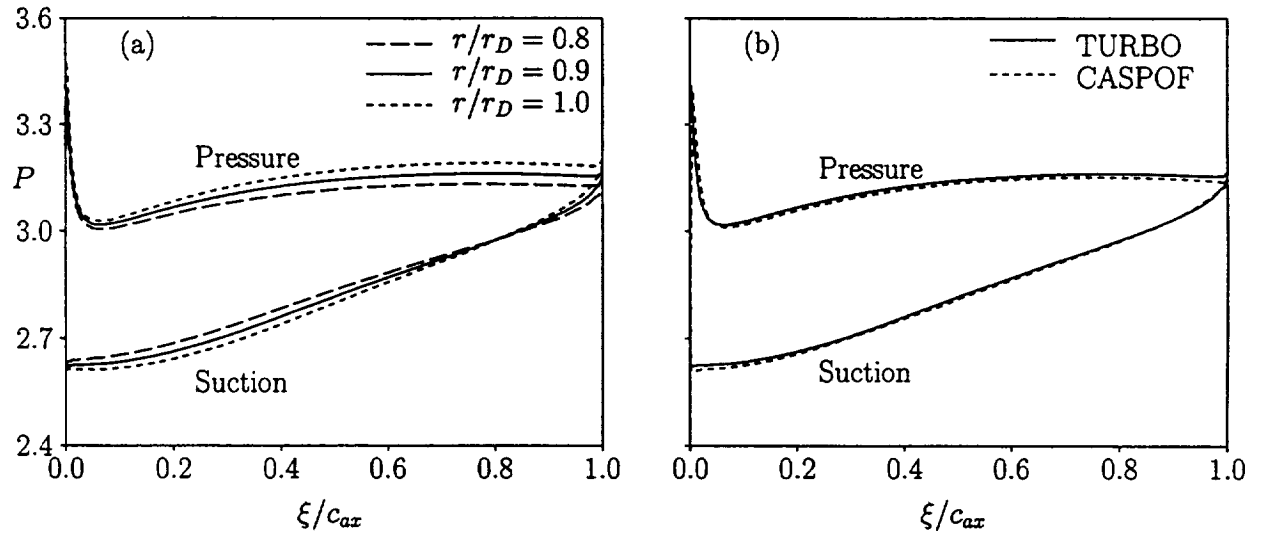 3.6
3.3
3.0
2.7
2.4
P
(a)
r/r_D = 0.8
r/r_D = 0.9
r/r_D = 1.0
Pressure
Suction
0.0 0.2 0.4 0.6 0.8 1.0
ξ/c_ax
(b)
TURBO
CASPOF
Pressure
Suction
0.0 0.2 0.4 0.6 0.8 1.0
ξ/c_ax